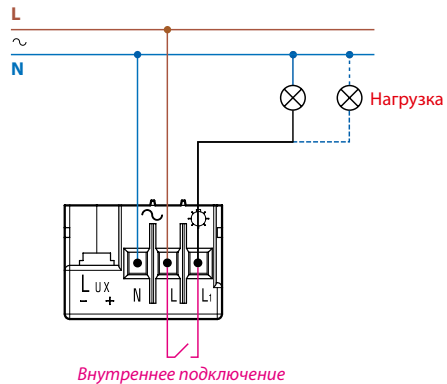 L
N
Нагрузка
L UX
- +
N L L1
Внутреннее подключение